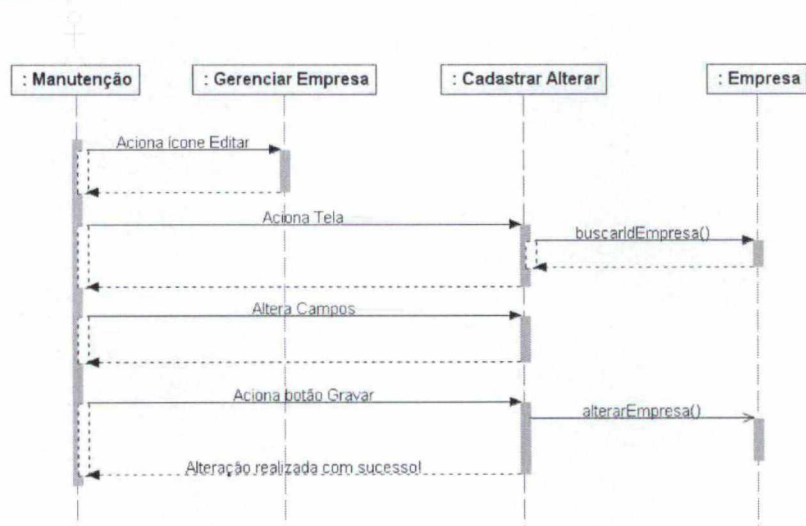 : Manutenção
: Gerenciar Empresa
: Cadastrar Alterar
: Empresa
Aciona ícone Editar
Aciona Tela
buscarIdEmpresa()
Altera Campos
Aciona botão Gravar
alterarEmpresa()
Alteração realizada com sucesso!